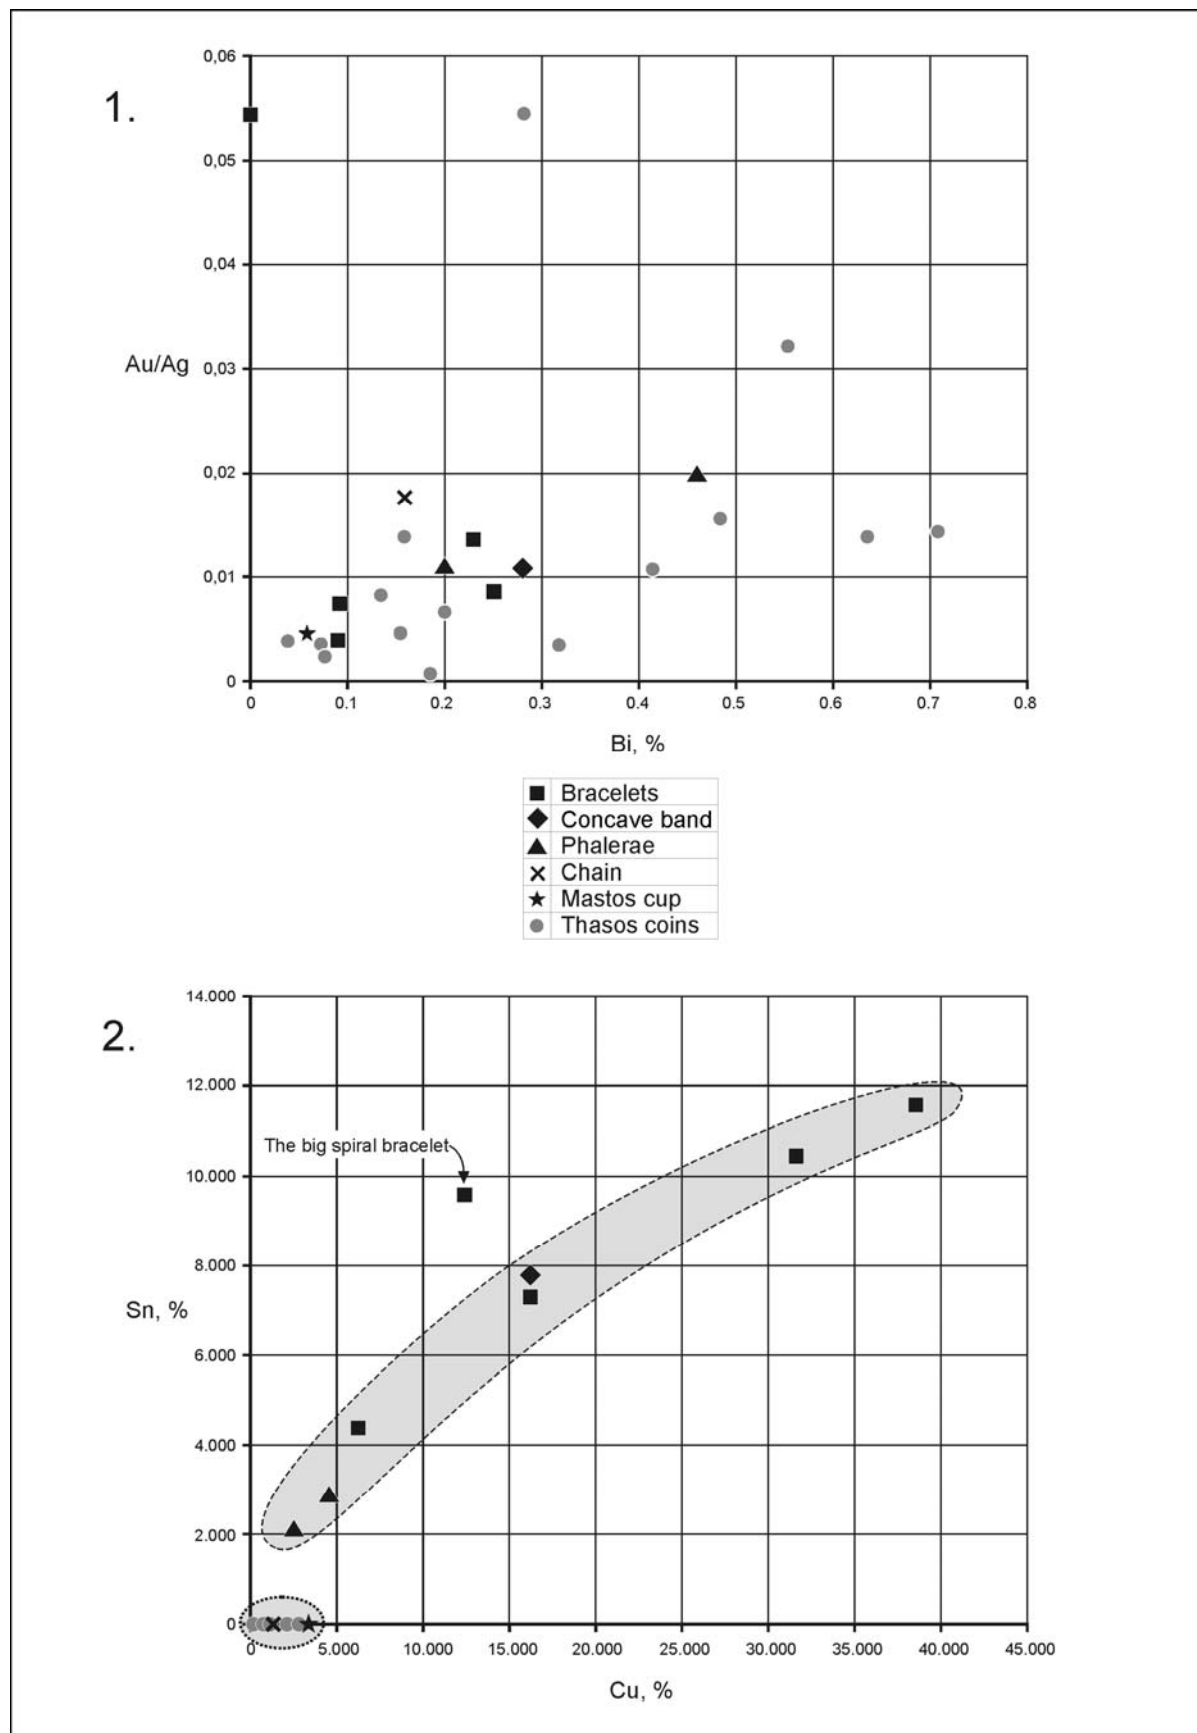 1.
0,06
0,05
0,04
Au/Ag
0,03
0,02
0,01
0
0 0.1 0.2 0.3 0.4 0.5 0.6 0.7 0.8
Bi, %
Bracelets
Concave band
Phalerae
Chain
Mastos cup
Thasos coins
2.
14.000
12.000
The big spiral bracelet
10.000
8.000
Sn, %
6.000
4.000
2.000
0
0 5.000 10.000 15.000 20.000 25.000 30.000 35.000 40.000 45.000
Cu, %